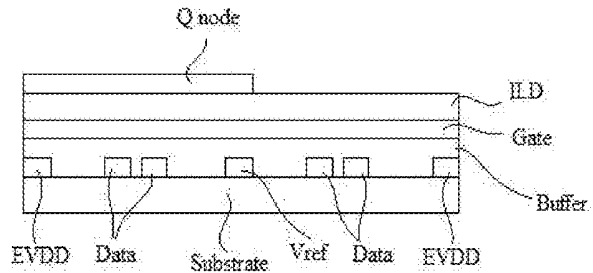 Q node
ILD
Gate
Buffer
EVDD Data Substrate Vref Data EVDD